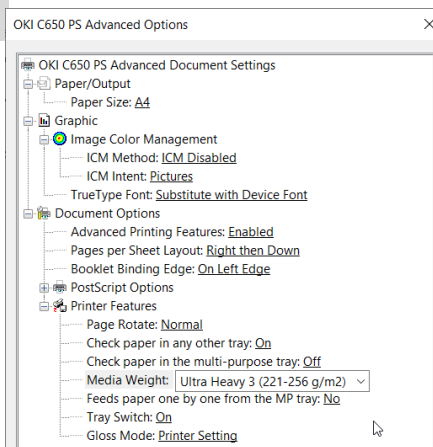 OKI C650 PS Advanced Options
OKI C650 PS Advanced Document Settings
Paper/Output
Paper Size: A4
Graphic
Image Color Management
ICM Method: ICM Disabled
ICM Intent: Pictures
TrueType Font: Substitute with Device Font
Document Options
Advanced Printing Features: Enabled
Pages per Sheet Layout: Right then Down
Booklet Binding Edge: On Left Edge
PostScript Options
Printer Features
Page Rotate: Normal
Check paper in any other tray: On
Check paper in the multi-purpose tray: Off
Media Weight: Ultra Heavy 3 (221-256 g/m2)
Feeds paper one by one from the MP tray: No
Tray Switch: On
Gloss Mode: Printer Setting